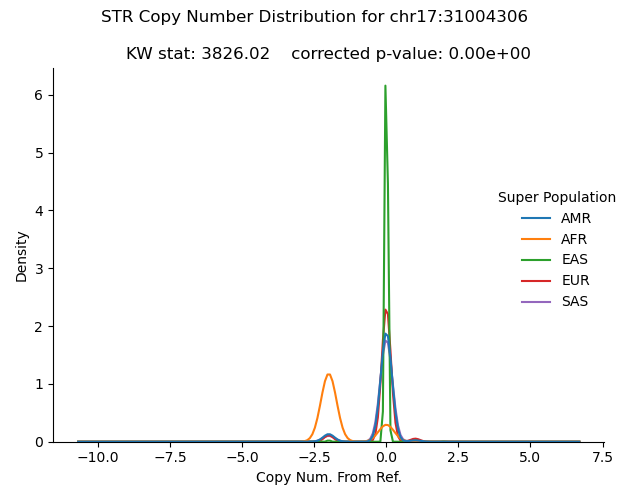 STR Copy Number Distribution for chr17:31004306
KW stat: 3826.02    corrected p-value: 0.00e+00
6
5
4
3
2
1
0
Density
Super Population
AMR
AFR
EAS
EUR
SAS
−10.0 −7.5 −5.0 −2.5 0.0 2.5 5.0 7.5
Copy Num. From Ref.